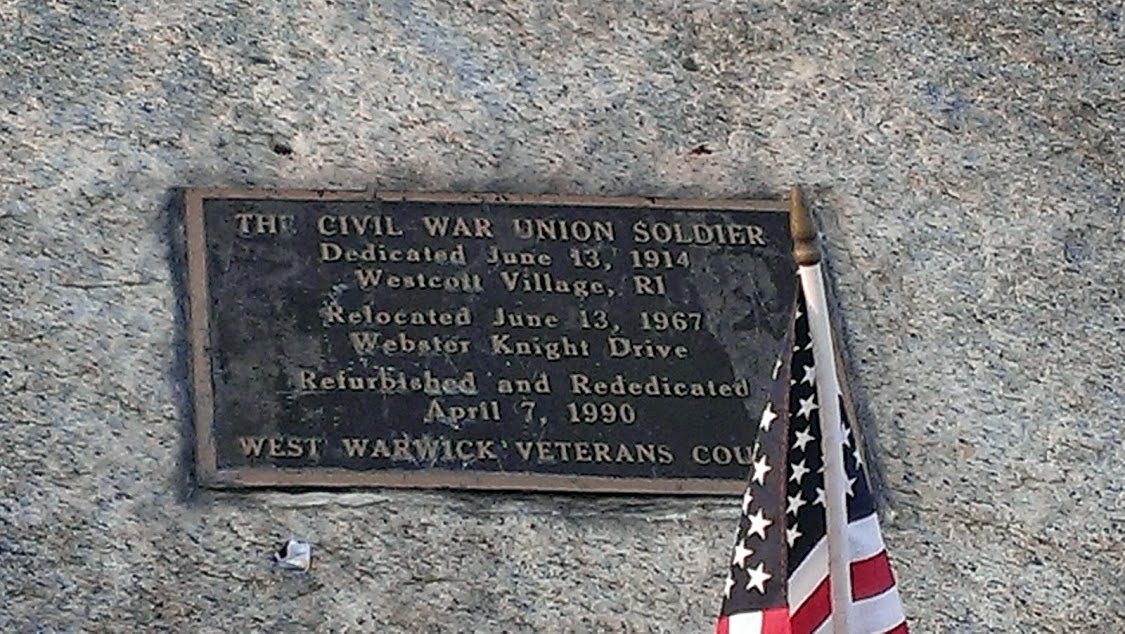 THE CIVIL WAR UNION SOLDIER
Dedicated June 13, 1914
Westcott Village, RI
Relocated June 13, 1967
Webster Knight Drive
Refurbished and Rededicated
April 7, 1990
WEST WARWICK VETERANS COU